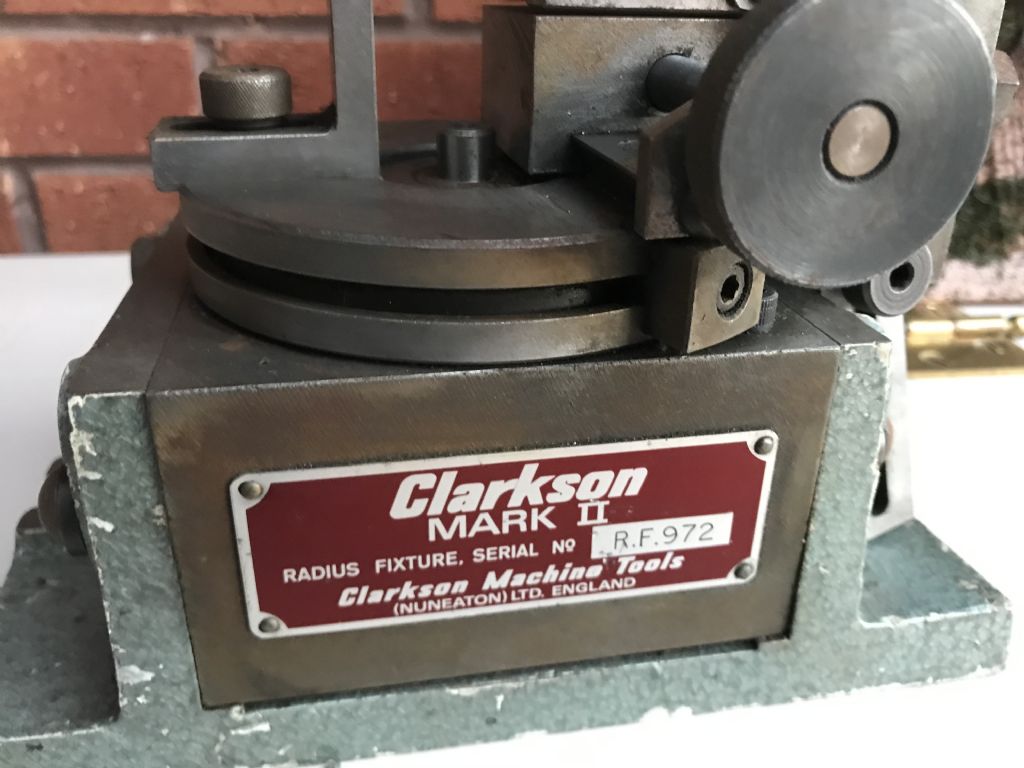 Clarkson
MARK II
RADIUS FIXTURE, SERIAL Nº R.F.972
Clarkson Machine Tools
(NUNEATON) LTD. ENGLAND